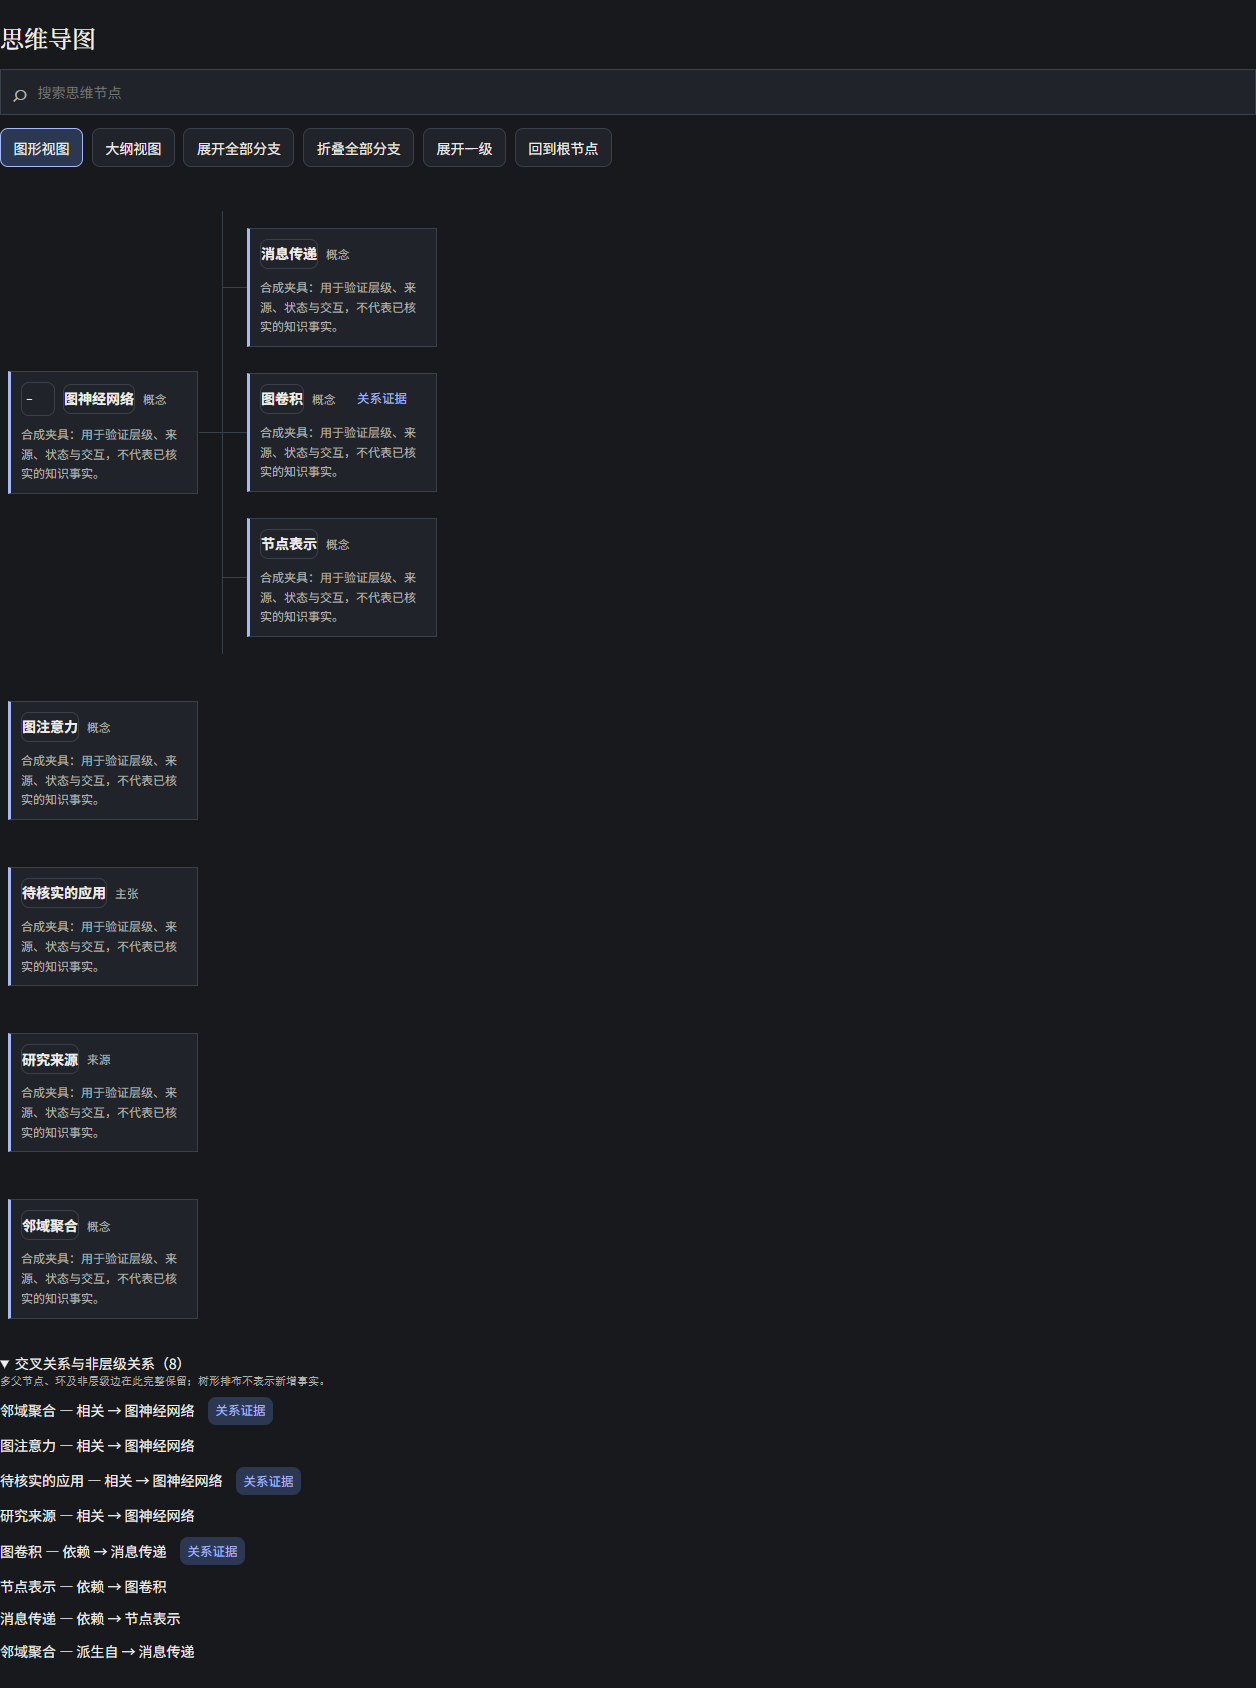 思维导图
搜索思维节点
图形视图 大纲视图 展开全部分支 折叠全部分支 展开一级 回到根节点
消息传递 概念
合成夹具：用于验证层级、来
源、状态与交互，不代表已核
实的知识事实。
− 图神经网络 概念
合成夹具：用于验证层级、来
源、状态与交互，不代表已核
实的知识事实。
图卷积 概念 关系证据
合成夹具：用于验证层级、来
源、状态与交互，不代表已核
实的知识事实。
节点表示 概念
合成夹具：用于验证层级、来
源、状态与交互，不代表已核
实的知识事实。
图注意力 概念
合成夹具：用于验证层级、来
源、状态与交互，不代表已核
实的知识事实。
待核实的应用 主张
合成夹具：用于验证层级、来
源、状态与交互，不代表已核
实的知识事实。
研究来源 来源
合成夹具：用于验证层级、来
源、状态与交互，不代表已核
实的知识事实。
邻域聚合 概念
合成夹具：用于验证层级、来
源、状态与交互，不代表已核
实的知识事实。
▼ 交叉关系与非层级关系（8）
多父节点、环及非层级边在此完整保留；树形排布不表示新增事实。
邻域聚合 — 相关 → 图神经网络 关系证据
图注意力 — 相关 → 图神经网络
待核实的应用 — 相关 → 图神经网络 关系证据
研究来源 — 相关 → 图神经网络
图卷积 — 依赖 → 消息传递 关系证据
节点表示 — 依赖 → 图卷积
消息传递 — 依赖 → 节点表示
邻域聚合 — 派生自 → 消息传递